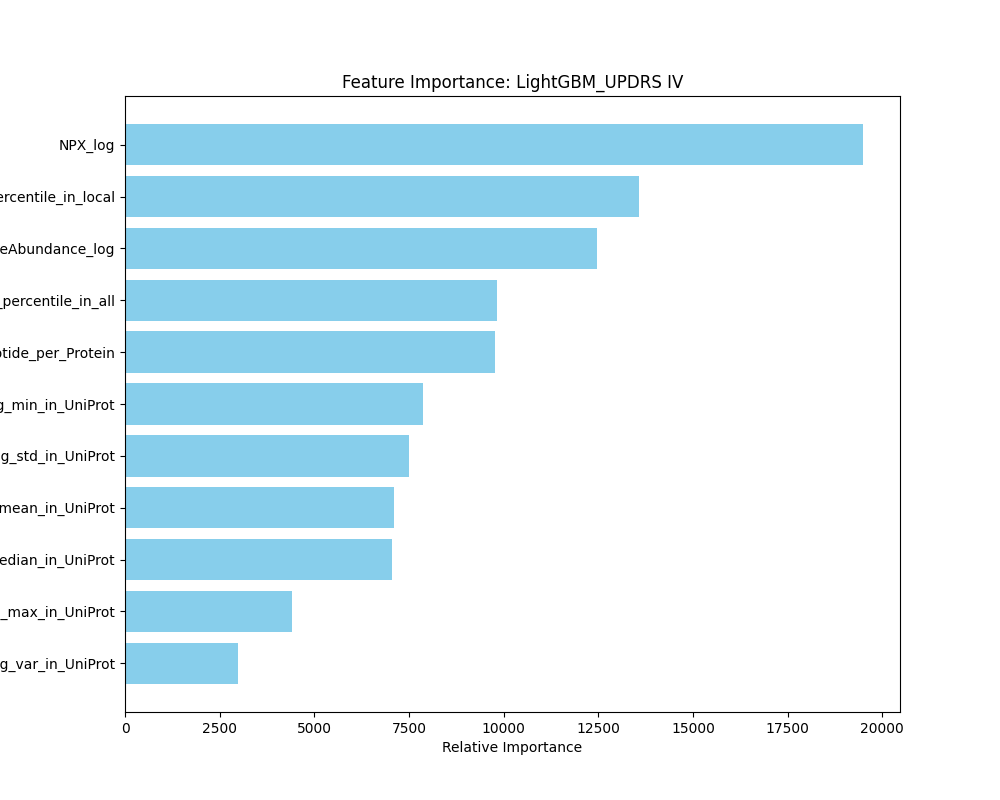 Feature Importance: LightGBM_UPDRS IV
NPX_log
ercentile_in_local
eAbundance_log
_percentile_in_all
tide_per_Protein
g_min_in_UniProt
g_std_in_UniProt
mean_in_UniProt
edian_in_UniProt
_max_in_UniProt
g_var_in_UniProt
0 2500 5000 7500 10000 12500 15000 17500 20000
Relative Importance